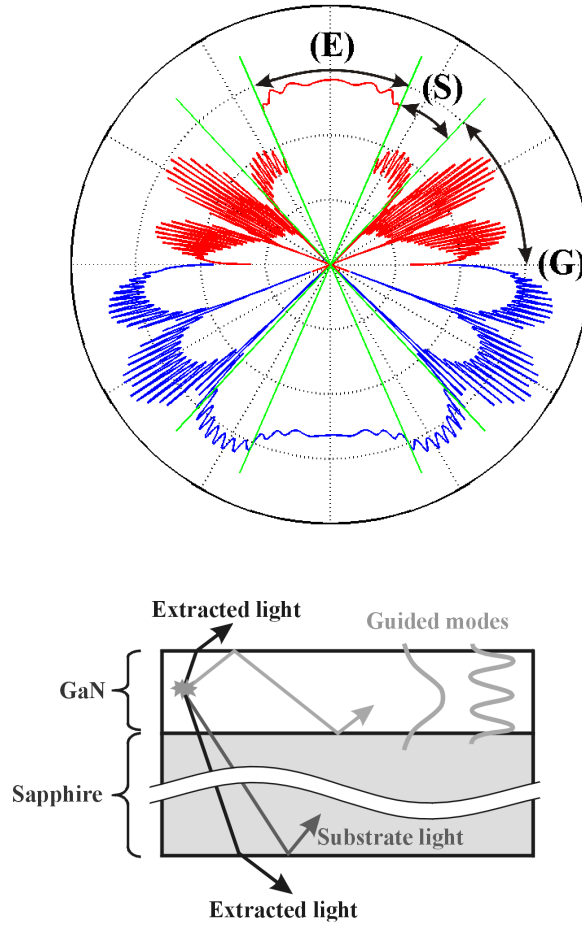 (E)
(S)
(G)
Extracted light
Guided modes
GaN
Sapphire
Substrate light
Extracted light